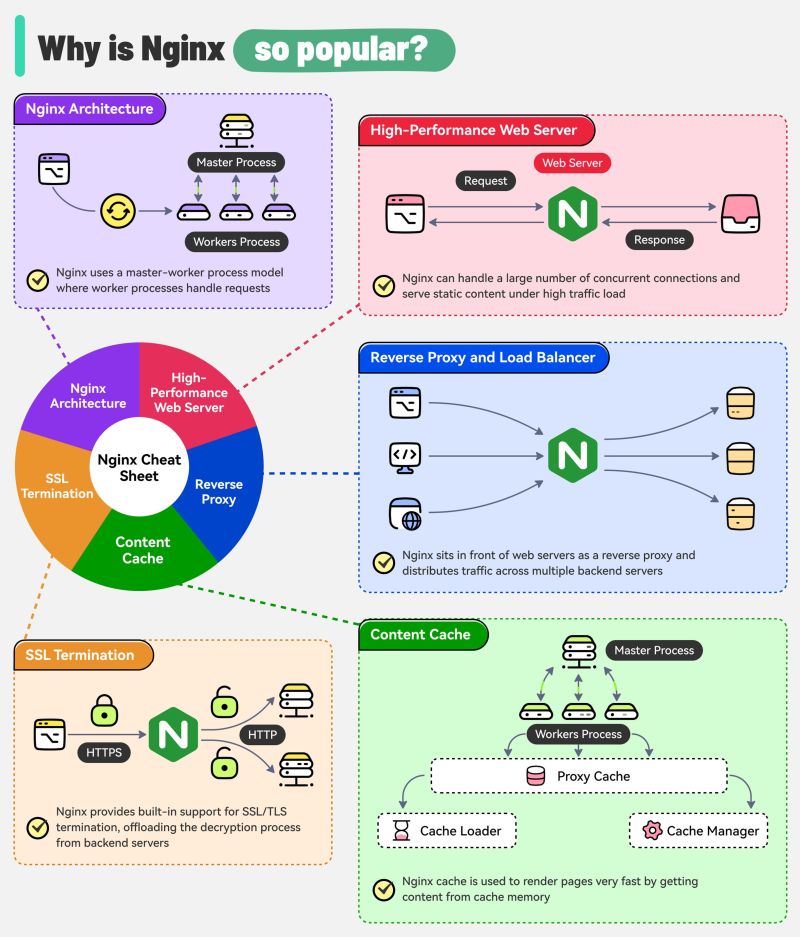 Why is Nginx so popular?
Nginx Architecture
Master Process
Workers Process
Nginx uses a master-worker process model
where worker processes handle requests
High-Performance Web Server
Web Server
Request
N
Response
Nginx can handle a large number of concurrent connections and
serve static content under high traffic load
Nginx
Architecture
High-
Performance
Web Server
Reverse
Proxy
Content
Cache
SSL
Termination
Nginx Cheat
Sheet
Reverse Proxy and Load Balancer
N
Nginx sits in front of web servers as a reverse proxy and
distributes traffic across multiple backend servers
SSL Termination
HTTPS
N
HTTP
Nginx provides built-in support for SSL/TLS
termination, offloading the decryption process
from backend servers
Content Cache
Master Process
Workers Process
Proxy Cache
Cache Loader
Cache Manager
Nginx cache is used to render pages very fast by getting
content from cache memory